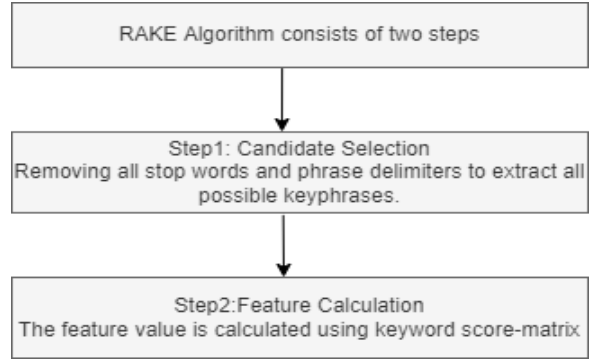 RAKE Algorithm consists of two steps
Step1: Candidate Selection
Removing all stop words and phrase delimiters to extract all
possible keyphrases.
Step2:Feature Calculation
The feature value is calculated using keyword score-matrix